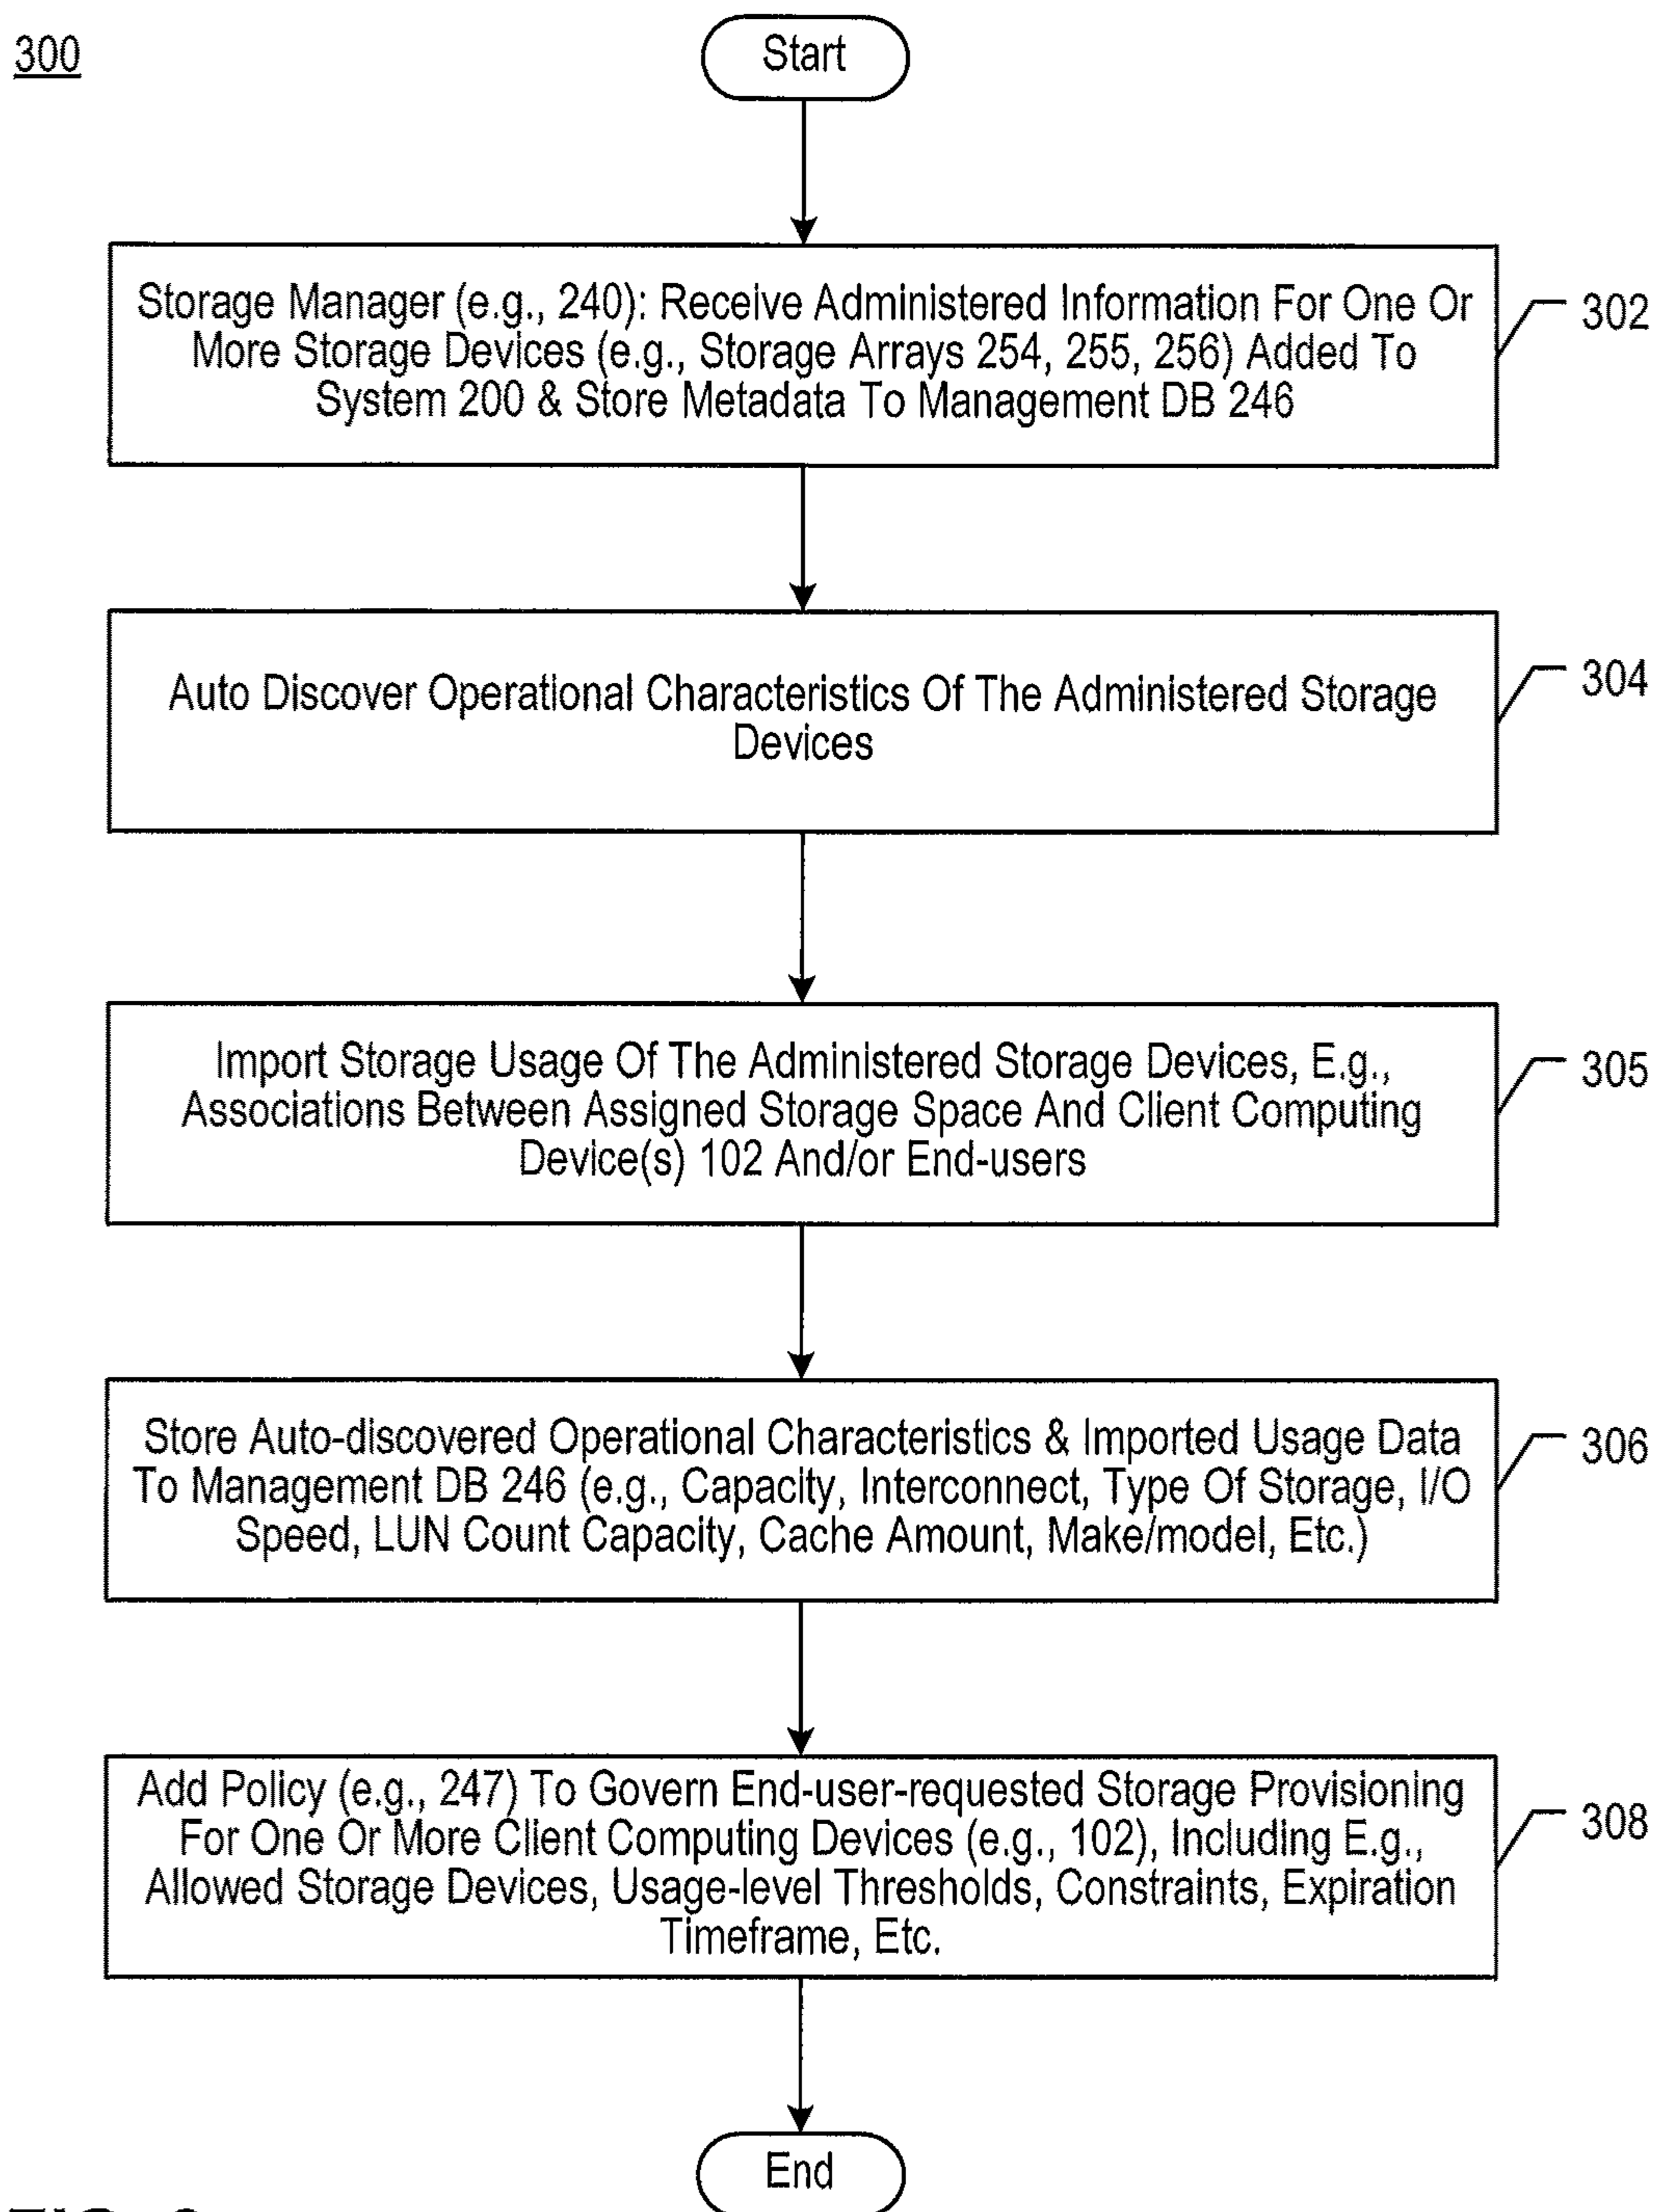 300
Start
Storage Manager (e.g., 240): Receive Administered Information For One Or
More Storage Devices (e.g., Storage Arrays 254, 255, 256) Added To
System 200 & Store Metadata To Management DB 246
302
Auto Discover Operational Characteristics Of The Administered Storage
Devices
304
Import Storage Usage Of The Administered Storage Devices, E.g.,
Associations Between Assigned Storage Space And Client Computing
Device(s) 102 And/or End-users
305
Store Auto-discovered Operational Characteristics & Imported Usage Data
To Management DB 246 (e.g., Capacity, Interconnect, Type Of Storage, I/O
Speed, LUN Count Capacity, Cache Amount, Make/model, Etc.)
306
Add Policy (e.g., 247) To Govern End-user-requested Storage Provisioning
For One Or More Client Computing Devices (e.g., 102), Including E.g.,
Allowed Storage Devices, Usage-level Thresholds, Constraints, Expiration
Timeframe, Etc.
308
End